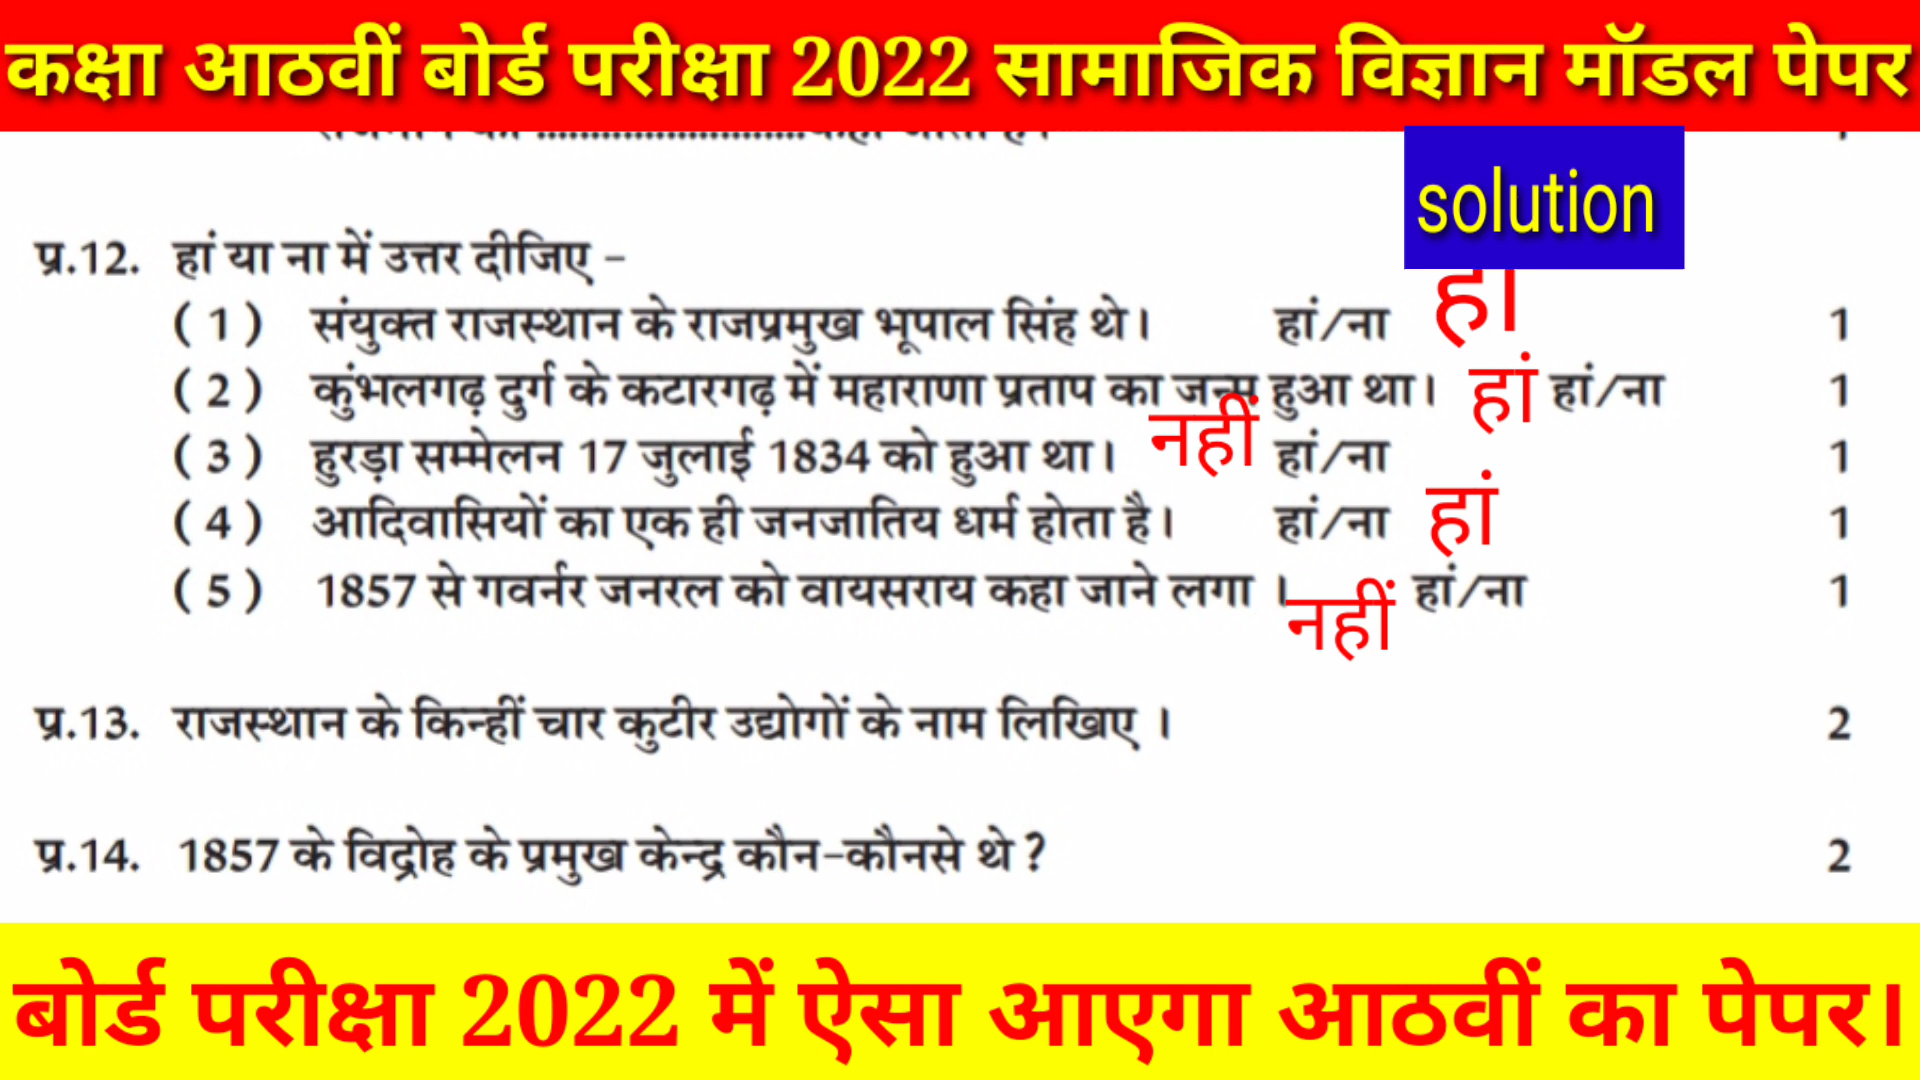 कक्षा आठवीं बोर्ड परीक्षा 2022 सामाजिक विज्ञान मॉडल पेपर
solution
प्र.12. हां या ना में उत्तर दीजिए –
( 1 ) संयुक्त राजस्थान के राजप्रमुख भूपाल सिंह थे। हां/ना हां 1
( 2 ) कुंभलगढ़ दुर्ग के कटारगढ़ में महाराणा प्रताप का जन्म हुआ था। हां हां/ना 1
( 3 ) हुरड़ा सम्मेलन 17 जुलाई 1834 को हुआ था। नहीं हां/ना 1
( 4 ) आदिवासियों का एक ही जनजातिय धर्म होता है। हां/ना हां 1
( 5 ) 1857 से गवर्नर जनरल को वायसराय कहा जाने लगा । नहीं हां/ना 1
प्र.13. राजस्थान के किन्हीं चार कुटीर उद्योगों के नाम लिखिए । 2
प्र.14. 1857 के विद्रोह के प्रमुख केन्द्र कौन-कौनसे थे ? 2
बोर्ड परीक्षा 2022 में ऐसा आएगा आठवीं का पेपर।